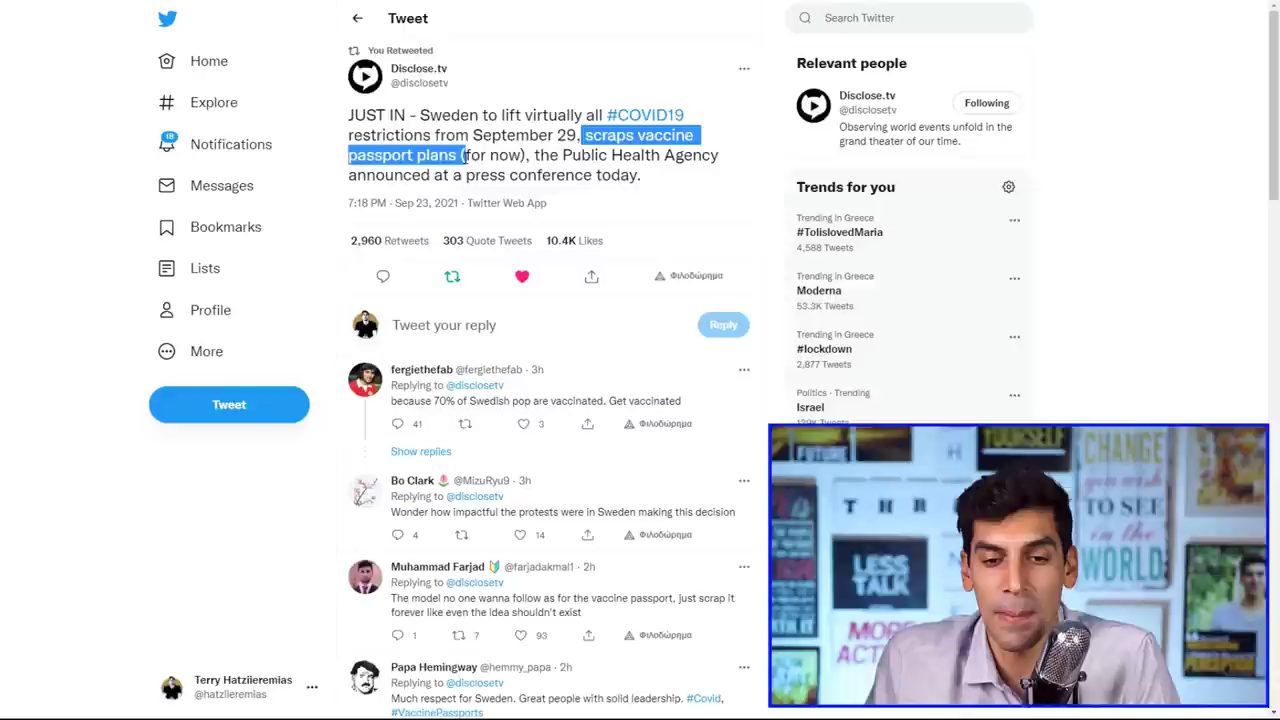 Home
Explore
18
Notifications
Messages
Bookmarks
Lists
Profile
More
Tweet
Terry Hatziieremias
@hatziieremias
Tweet
You Retweeted
Disclose.tv
@disclosetv
JUST IN - Sweden to lift virtually all #COVID19
restrictions from September 29, scraps vaccine
passport plans (for now), the Public Health Agency
announced at a press conference today.
7:18 PM · Sep 23, 2021 · Twitter Web App
2,960 Retweets 303 Quote Tweets 10.4K Likes
Φιλοδώρημα
Tweet your reply
Reply
fergiethefab @fergiethefab · 3h
Replying to @disclosetv
because 70% of Swedish pop are vaccinated. Get vaccinated
41 3 Φιλοδώρημα
Show replies
Bo Clark @MizuRyu9 · 3h
Replying to @disclosetv
Wonder how impactful the protests were in Sweden making this decision
4 14 Φιλοδώρημα
Muhammad Farjad @farjadakmal1 · 2h
Replying to @disclosetv
The model no one wanna follow as for the vaccine passport, just scrap it
forever like even the idea shouldn't exist
1 7 93 Φιλοδώρημα
Papa Hemingway @hemmy_papa · 2h
Replying to @disclosetv
Much respect for Sweden. Great people with solid leadership. #Covid,
#VaccinePassports
Search Twitter
Relevant people
Disclose.tv
@disclosetv
Following
Observing world events unfold in the
grand theater of our time.
Trends for you
Trending in Greece
#TolislovedMaria
4,588 Tweets
Trending in Greece
Moderna
53.3K Tweets
Trending in Greece
#lockdown
2,877 Tweets
Politics · Trending
Israel
YOURSELF
CHANGE
TO SEE
WORLD
THR
LESS
TALK
MORE